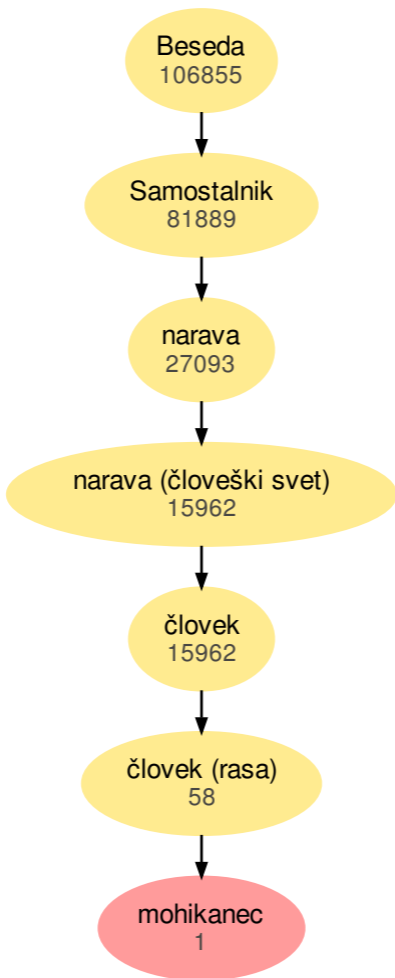 Beseda
106855
Samostalnik
81889
narava
27093
narava (človeški svet)
15962
človek
15962
človek (rasa)
58
mohikanec
1